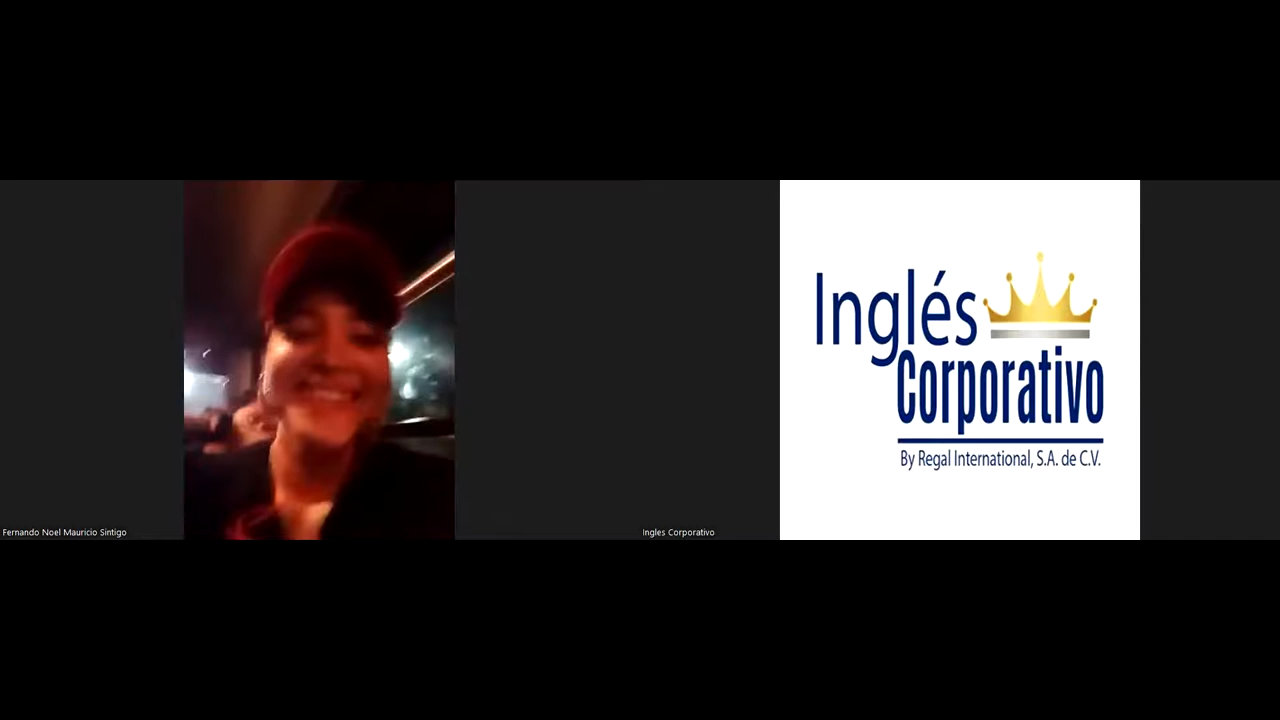 Inglés
Corporativo
By Regal International, S.A. de C.V.
Fernando Noel Mauricio Sintigo
Ingles Corporativo